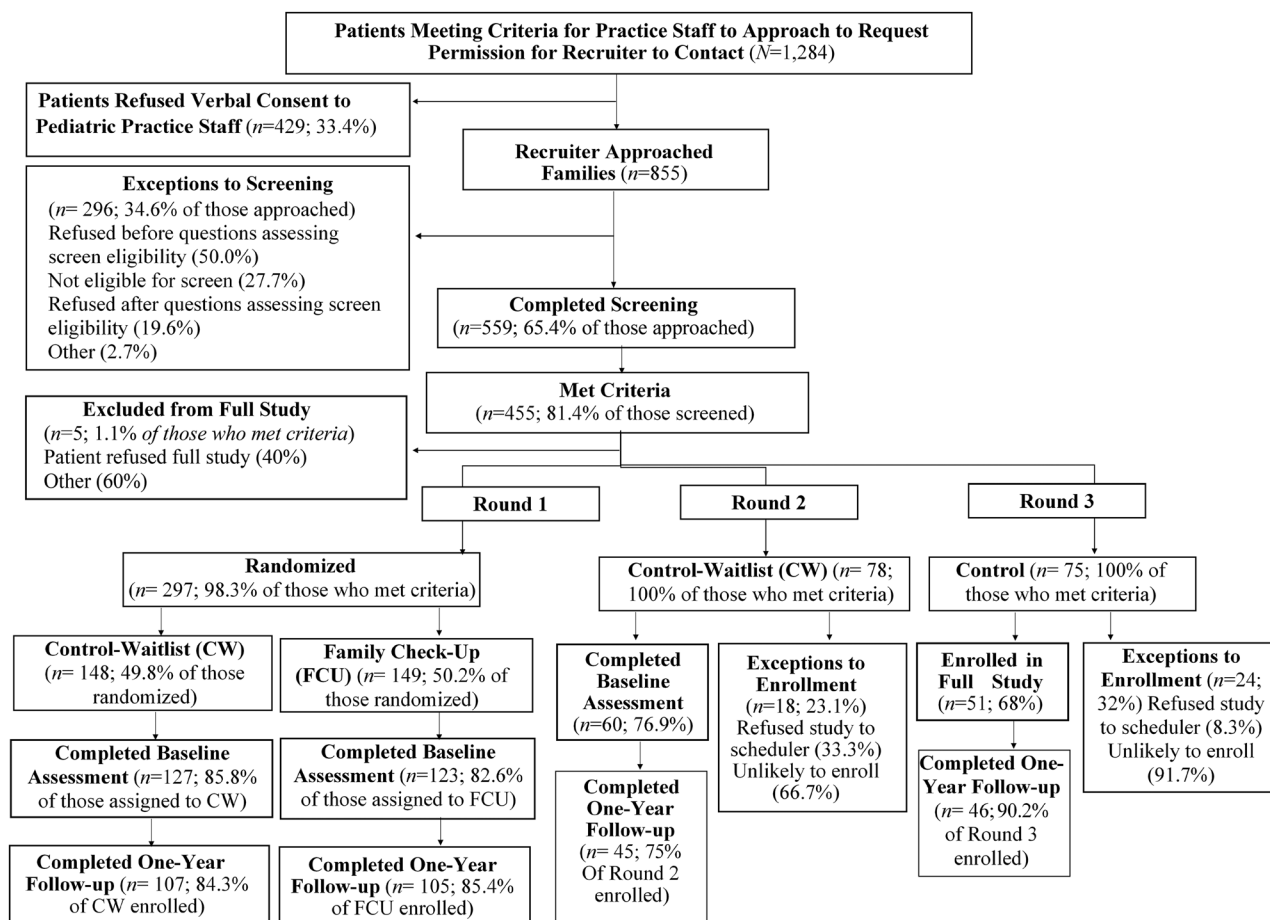 Patients Meeting Criteria for Practice Staff to Approach to Request
Permission for Recruiter to Contact (N=1,284)
Patients Refused Verbal Consent to
Pediatric Practice Staff (n=429; 33.4%)
Recruiter Approached
Families (n=855)
Exceptions to Screening
(n= 296; 34.6% of those approached)
Refused before questions assessing
screen eligibility (50.0%)
Not eligible for screen (27.7%)
Refused after questions assessing screen
eligibility (19.6%)
Other (2.7%)
Completed Screening
(n=559; 65.4% of those approached)
Met Criteria
(n=455; 81.4% of those screened)
Excluded from Full Study
(n=5; 1.1% of those who met criteria)
Patient refused full study (40%)
Other (60%)
Round 1
Round 2
Round 3
Randomized
(n= 297; 98.3% of those who met criteria)
Control-Waitlist (CW) (n= 78;
100% of those who met criteria)
Control (n= 75; 100% of
those who met criteria)
Control-Waitlist (CW)
(n= 148; 49.8% of those
randomized)
Family Check-Up
(FCU) (n= 149; 50.2% of
those randomized)
Completed
Baseline
Assessment
(n=60; 76.9%)
Exceptions to
Enrollment
(n=18; 23.1%)
Refused study to
scheduler (33.3%)
Unlikely to enroll
(66.7%)
Enrolled in
Full Study
(n=51; 68%)
Exceptions to
Enrollment (n=24;
32%) Refused study
to scheduler (8.3%)
Unlikely to enroll
(91.7%)
Completed Baseline
Assessment (n=127; 85.8%
of those assigned to CW)
Completed Baseline
Assessment (n=123; 82.6%
of those assigned to FCU)
Completed
One-Year
Follow-up
(n= 45; 75%
Of Round 2
enrolled)
Completed One-
Year Follow-up
(n= 46; 90.2%
of Round 3
enrolled)
Completed One-Year
Follow-up (n= 107; 84.3%
of CW enrolled)
Completed One-Year
Follow-up (n= 105; 85.4%
of FCU enrolled)